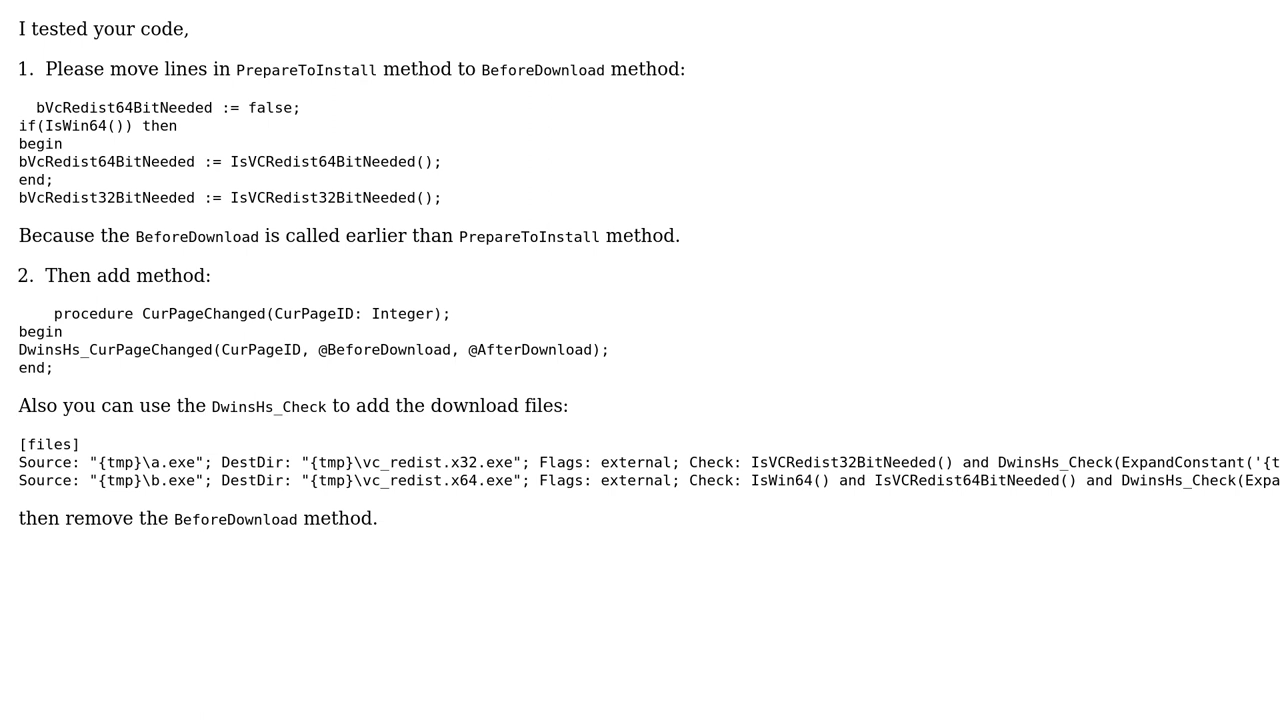 I tested your code,
1. Please move lines in PrepareToInstall method to BeforeDownload method:
bVcRedist64BitNeeded := false;
if(IsWin64()) then
begin
bVcRedist64BitNeeded := IsVCRedist64BitNeeded();
end;
bVcRedist32BitNeeded := IsVCRedist32BitNeeded();
Because the BeforeDownload is called earlier than PrepareToInstall method.
2. Then add method:
procedure CurPageChanged(CurPageID: Integer);
begin
DwinsHs_CurPageChanged(CurPageID, @BeforeDownload, @AfterDownload);
end;
Also you can use the DwinsHs_Check to add the download files:
[files]
Source: "{tmp}\a.exe"; DestDir: "{tmp}\vc_redist.x32.exe"; Flags: external; Check: IsVCRedist32BitNeeded() and DwinsHs_Check(ExpandConstant('{t
Source: "{tmp}\b.exe"; DestDir: "{tmp}\vc_redist.x64.exe"; Flags: external; Check: IsWin64() and IsVCRedist64BitNeeded() and DwinsHs_Check(Expa
then remove the BeforeDownload method.